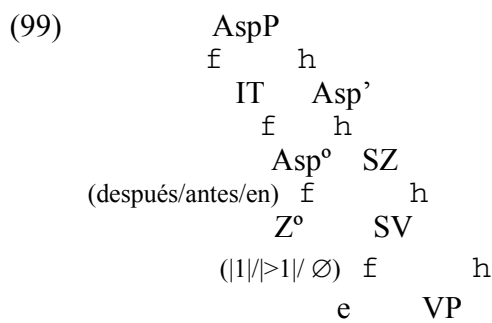 (99) AspP
f h
IT Asp’
f h
Aspº SZ
(después/antes/en) f h
Zº SV
(|1|/|>1|/ ∅) f h
e VP